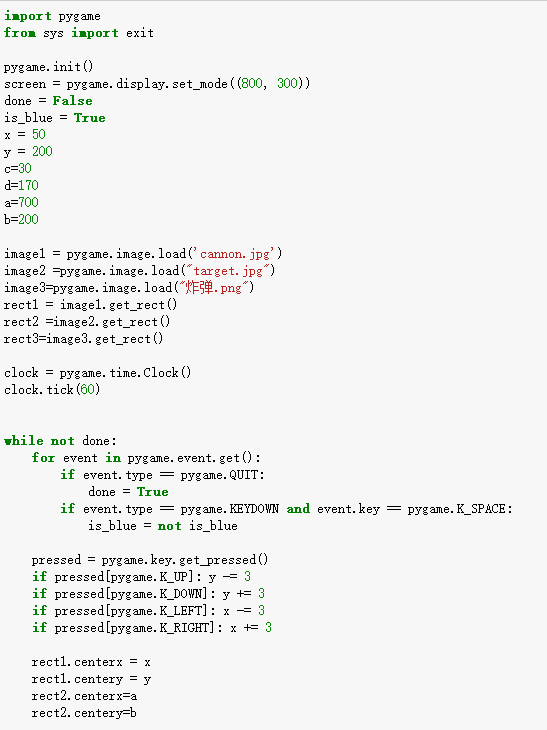 import pygame
from sys import exit

pygame.init()
screen = pygame.display.set_mode((800, 300))
done = False
is_blue = True
x = 50
y = 200
c=30
d=170
a=700
b=200

image1 = pygame.image.load('cannon.jpg')
image2 =pygame.image.load("target.jpg")
image3=pygame.image.load("炸弹.png")
rect1 = image1.get_rect()
rect2 =image2.get_rect()
rect3=image3.get_rect()

clock = pygame.time.Clock()
clock.tick(60)


while not done:
    for event in pygame.event.get():
        if event.type == pygame.QUIT:
            done = True
        if event.type == pygame.KEYDOWN and event.key == pygame.K_SPACE:
            is_blue = not is_blue

    pressed = pygame.key.get_pressed()
    if pressed[pygame.K_UP]: y -= 3
    if pressed[pygame.K_DOWN]: y += 3
    if pressed[pygame.K_LEFT]: x -= 3
    if pressed[pygame.K_RIGHT]: x += 3

    rect1.centerx = x
    rect1.centery = y
    rect2.centerx=a
    rect2.centery=b